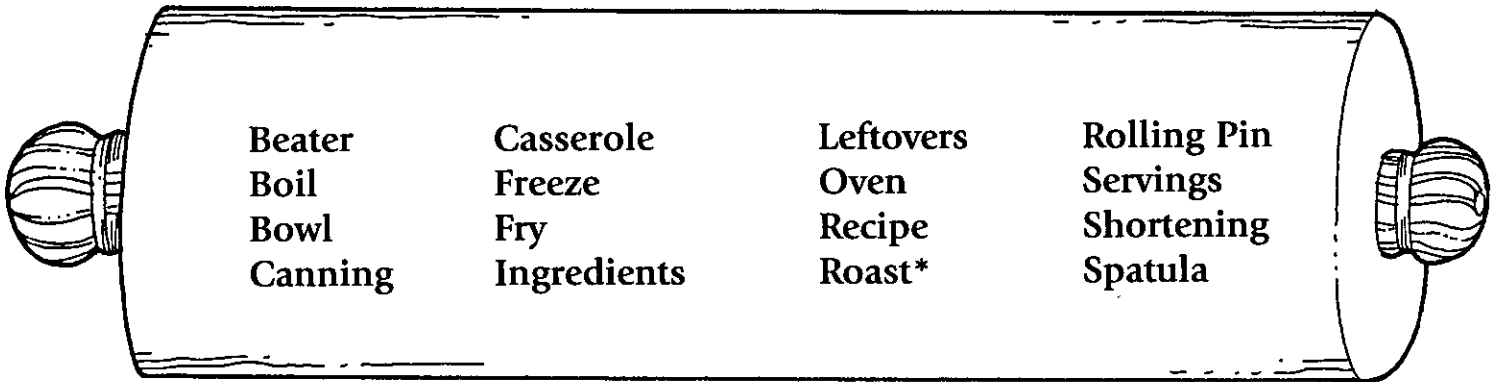 Beater Casserole Leftovers Rolling Pin
Boil Freeze Oven Servings
Bowl Fry Recipe Shortening
Canning Ingredients Roast* Spatula